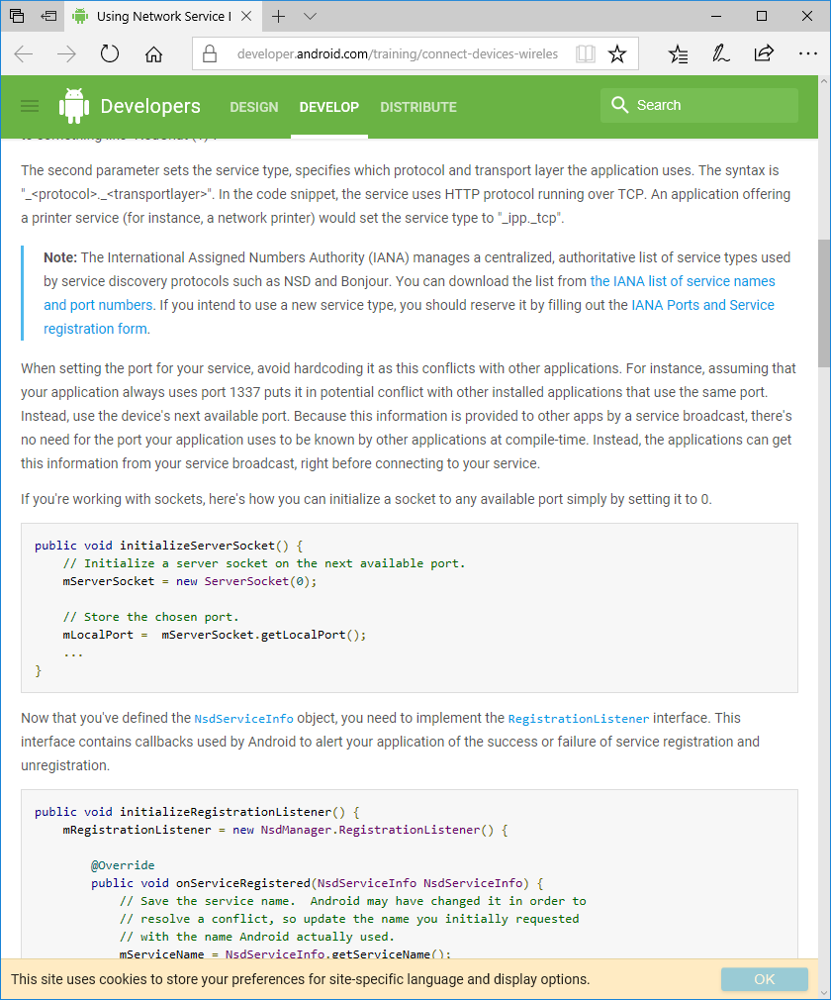 Using Network Service D
developer.android.com/training/connect-devices-wireles
Developers
DESIGN
DEVELOP
DISTRIBUTE
Search
The second parameter sets the service type, specifies which protocol and transport layer the application uses. The syntax is
"_<protocol>._<transportlayer>". In the code snippet, the service uses HTTP protocol running over TCP. An application offering
a printer service (for instance, a network printer) would set the service type to "_ipp._tcp".
Note: The International Assigned Numbers Authority (IANA) manages a centralized, authoritative list of service types used
by service discovery protocols such as NSD and Bonjour. You can download the list from the IANA list of service names
and port numbers. If you intend to use a new service type, you should reserve it by filling out the IANA Ports and Service
registration form.
When setting the port for your service, avoid hardcoding it as this conflicts with other applications. For instance, assuming that
your application always uses port 1337 puts it in potential conflict with other installed applications that use the same port.
Instead, use the device's next available port. Because this information is provided to other apps by a service broadcast, there's
no need for the port your application uses to be known by other applications at compile-time. Instead, the applications can get
this information from your service broadcast, right before connecting to your service.
If you're working with sockets, here's how you can initialize a socket to any available port simply by setting it to 0.
public void initializeServerSocket() {
// Initialize a server socket on the next available port.
mServerSocket = new ServerSocket(0);
// Store the chosen port.
mLocalPort =  mServerSocket.getLocalPort();
...
}
Now that you've defined the NsdServiceInfo object, you need to implement the RegistrationListener interface. This
interface contains callbacks used by Android to alert your application of the success or failure of service registration and
unregistration.
public void initializeRegistrationListener() {
mRegistrationListener = new NsdManager.RegistrationListener() {
@Override
public void onServiceRegistered(NsdServiceInfo NsdServiceInfo) {
// Save the service name.  Android may have changed it in order to
// resolve a conflict, so update the name you initially requested
// with the name Android actually used.
mServiceName = NsdServiceInfo.getServiceName();
This site uses cookies to store your preferences for site-specific language and display options.
OK